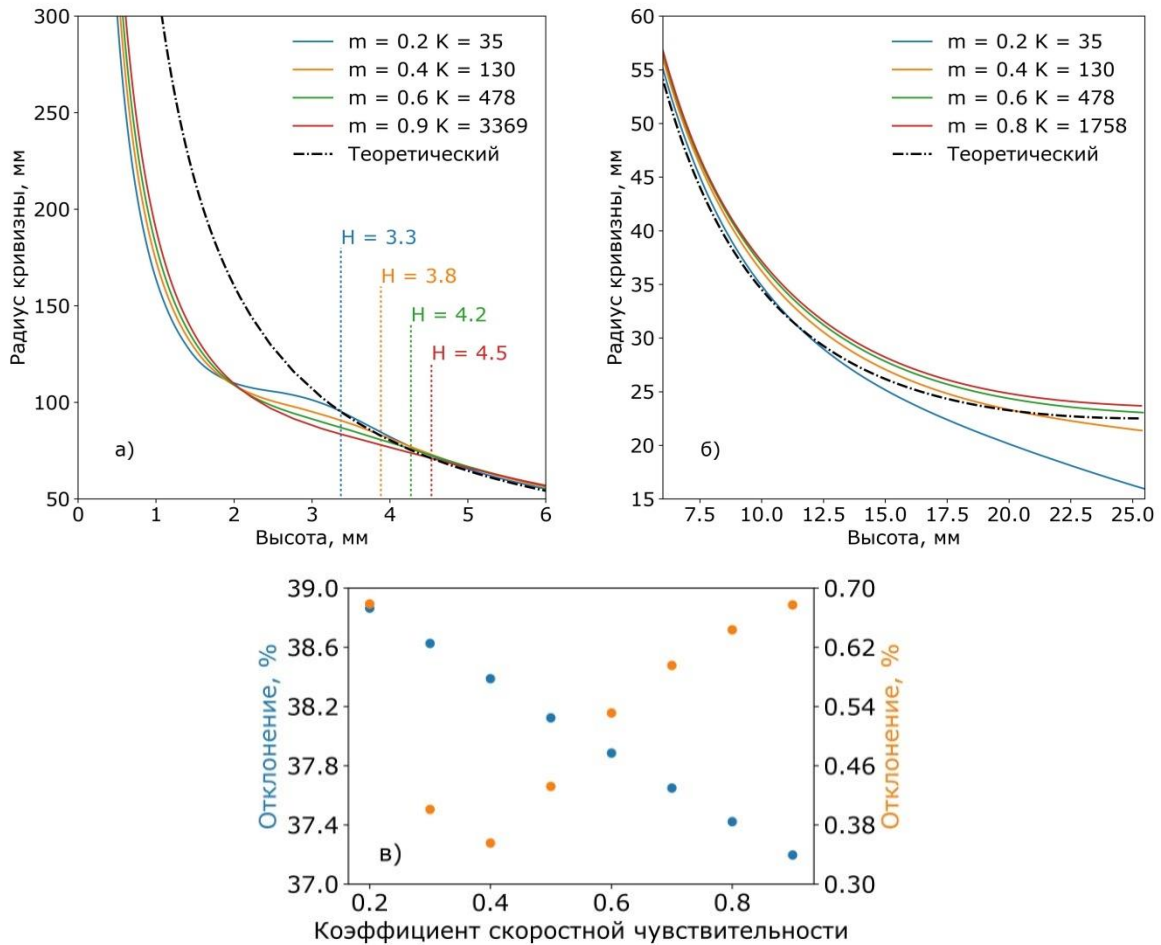 300
250
200
150
100
50
Радиус кривизны, мм
m = 0.2 K = 35
m = 0.4 K = 130
m = 0.6 K = 478
m = 0.9 K = 3369
Теоретический
H = 3.3
H = 3.8
H = 4.2
H = 4.5
а)
0 1 2 3 4 5 6
Высота, мм
60
55
50
45
40
35
30
25
20
15
Радиус кривизны, мм
m = 0.2 K = 35
m = 0.4 K = 130
m = 0.6 K = 478
m = 0.8 K = 1758
Теоретический
б)
7.5 10.0 12.5 15.0 17.5 20.0 22.5 25.0
Высота, мм
39.0
38.6
38.2
37.8
37.4
37.0
Отклонение, %
в)
0.70
0.62
0.54
0.46
0.38
0.30
Отклонение, %
0.2 0.4 0.6 0.8
Коэффициент скоростной чувствительности